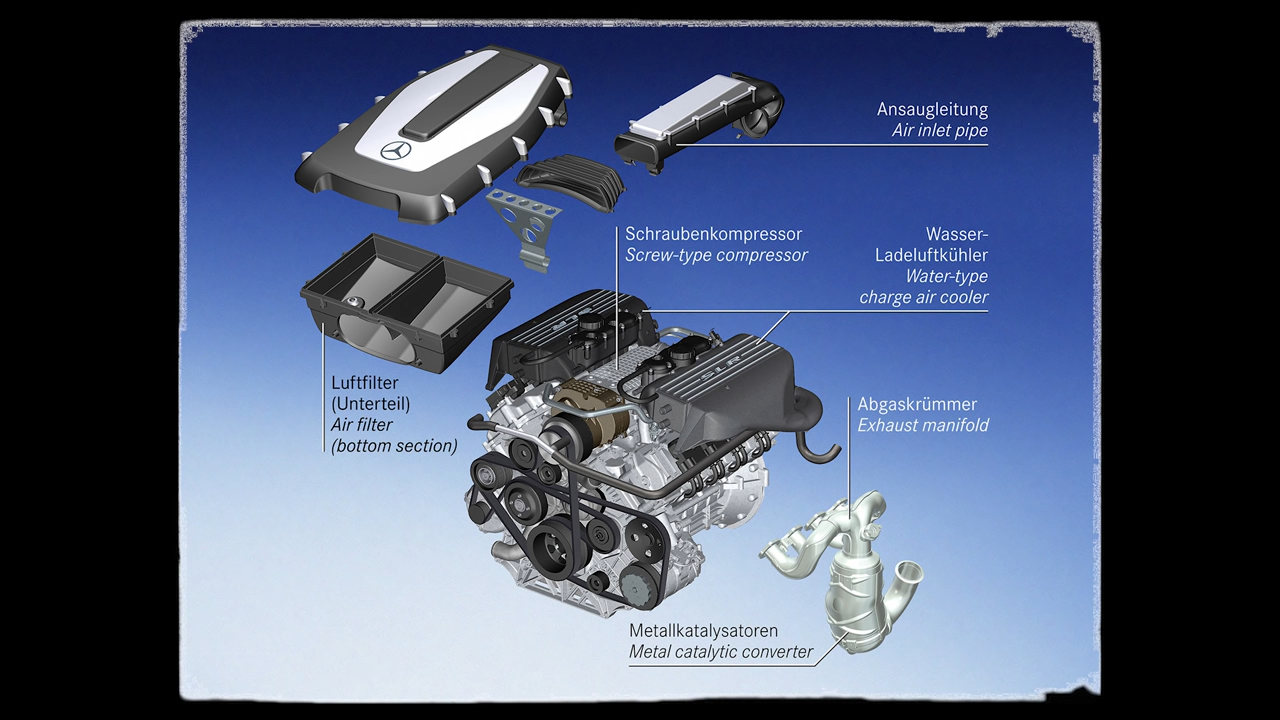 Ansaugleitung
Air inlet pipe
Schraubenkompressor
Screw-type compressor
Wasser-
Ladeluftkühler
Water-type
charge air cooler
SLR
Luftfilter
(Unterteil)
Air filter
(bottom section)
Abgaskrümmer
Exhaust manifold
Metallkatalysatoren
Metal catalytic converter